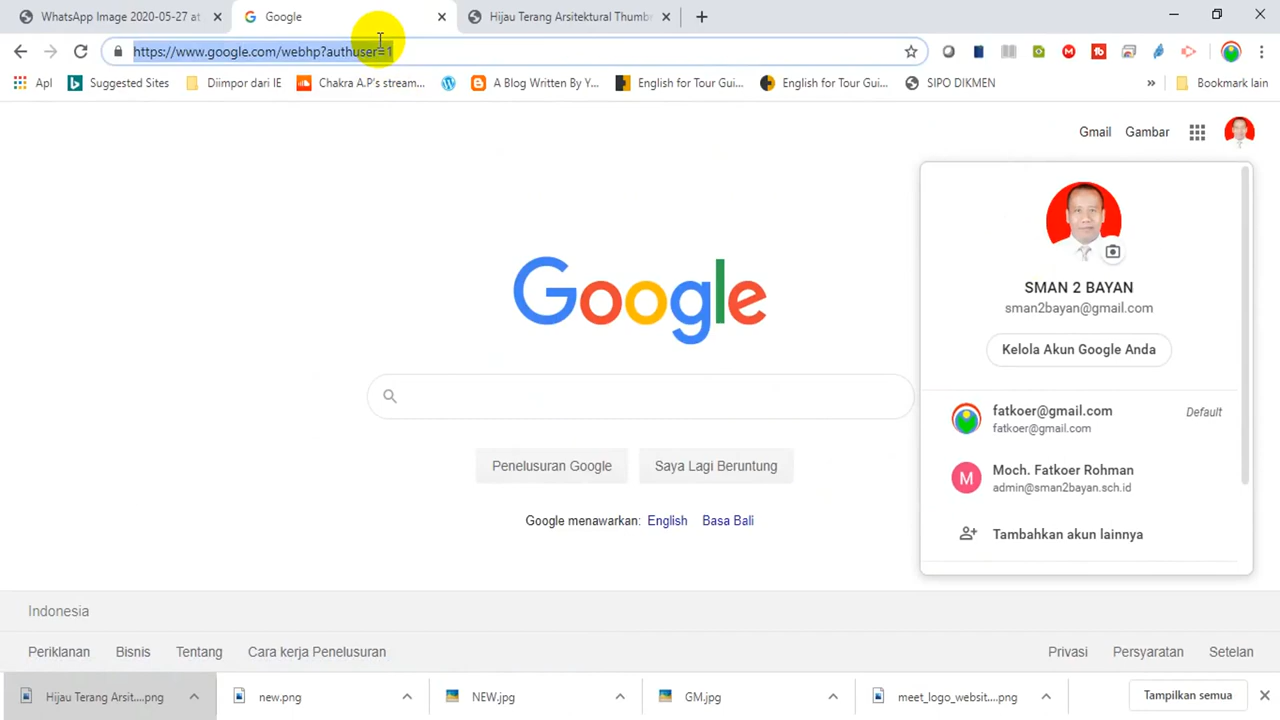 WhatsApp Image 2020-05-27 at
Google
Hijau Terang Arsitektural Thumbn
https://www.google.com/webhp?authuser=1
Apl
Suggested Sites
Diimpor dari IE
Chakra A.P's stream...
A Blog Written By Y...
English for Tour Gui...
English for Tour Gui...
SIPO DIKMEN
»
Bookmark lain
Gmail
Gambar
Google
SMAN 2 BAYAN
sman2bayan@gmail.com
Kelola Akun Google Anda
fatkoer@gmail.com
Default
fatkoer@gmail.com
M
Moch. Fatkoer Rohman
admin@sman2bayan.sch.id
Tambahkan akun lainnya
Penelusuran Google
Saya Lagi Beruntung
Google menawarkan: English Basa Bali
Indonesia
Periklanan
Bisnis
Tentang
Cara kerja Penelusuran
Privasi
Persyaratan
Setelan
Hijau Terang Arsit....png
new.png
NEW.jpg
GM.jpg
meet_logo_websit....png
Tampilkan semua